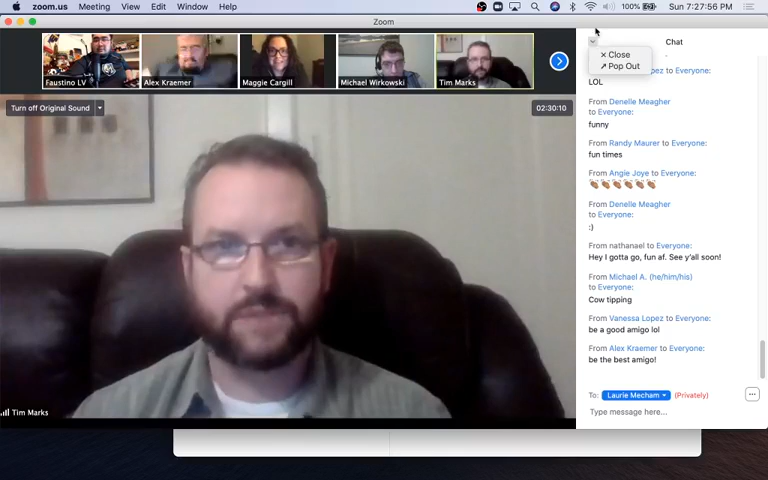 zoom.us Meeting View Edit Window Help
100% Sun 7:27:56 PM
Zoom
Faustino LV
Alex Kraemer
Maggie Cargill
Michael Wirkowski
Tim Marks
Turn off Original Sound
02:30:10
Tim Marks
Chat
Close
Pop Out
to Everyone:
LOL
From Denelle Meagher
to Everyone:
funny
From Randy Maurer to Everyone:
fun times
From Angie Joye to Everyone:
From Denelle Meagher
to Everyone:
:)
From nathanael to Everyone:
Hey I gotta go, fun af. See y'all soon!
From Michael A. (he/him/his)
to Everyone:
Cow tipping
From Vanessa Lopez to Everyone:
be a good amigo lol
From Alex Kraemer to Everyone:
be the best amigo!
To: Laurie Mecham (Privately)
Type message here...